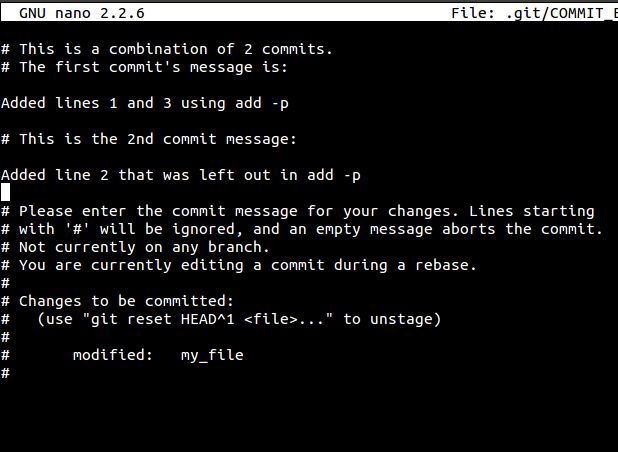 GNU nano 2.2.6 File: .git/COMMIT_E
# This is a combination of 2 commits.
# The first commit's message is:
Added lines 1 and 3 using add -p
# This is the 2nd commit message:
Added line 2 that was left out in add -p
# Please enter the commit message for your changes. Lines starting
# with '#' will be ignored, and an empty message aborts the commit.
# Not currently on any branch.
# You are currently editing a commit during a rebase.
#
# Changes to be committed:
#   (use "git reset HEAD^1 <file>..." to unstage)
#
#       modified:   my_file
#